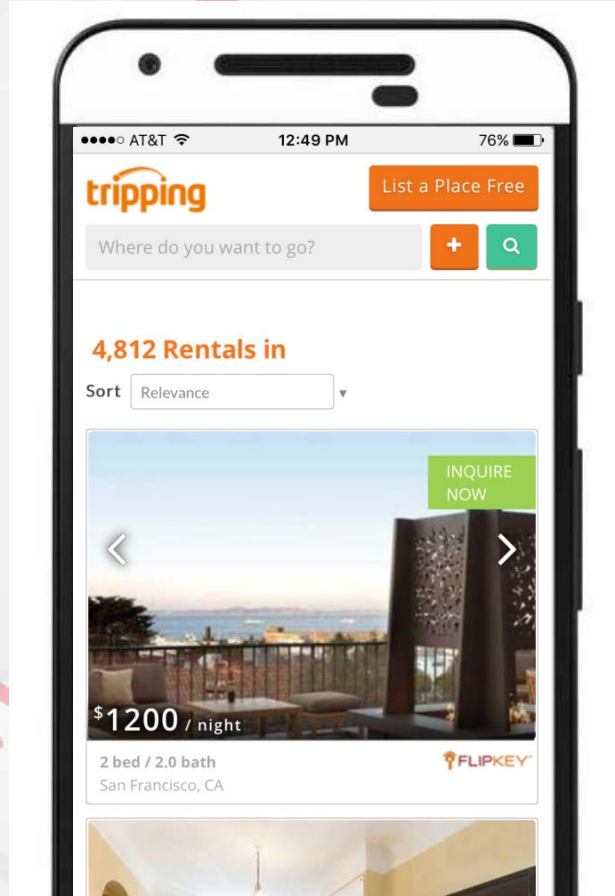 AT&T 12:49 PM 76%
tripping
List a Place Free
Where do you want to go?
+
4,812 Rentals in
Sort Relevance
INQUIRE
NOW
$1200 / night
2 bed / 2.0 bath
FLIPKEY
San Francisco, CA